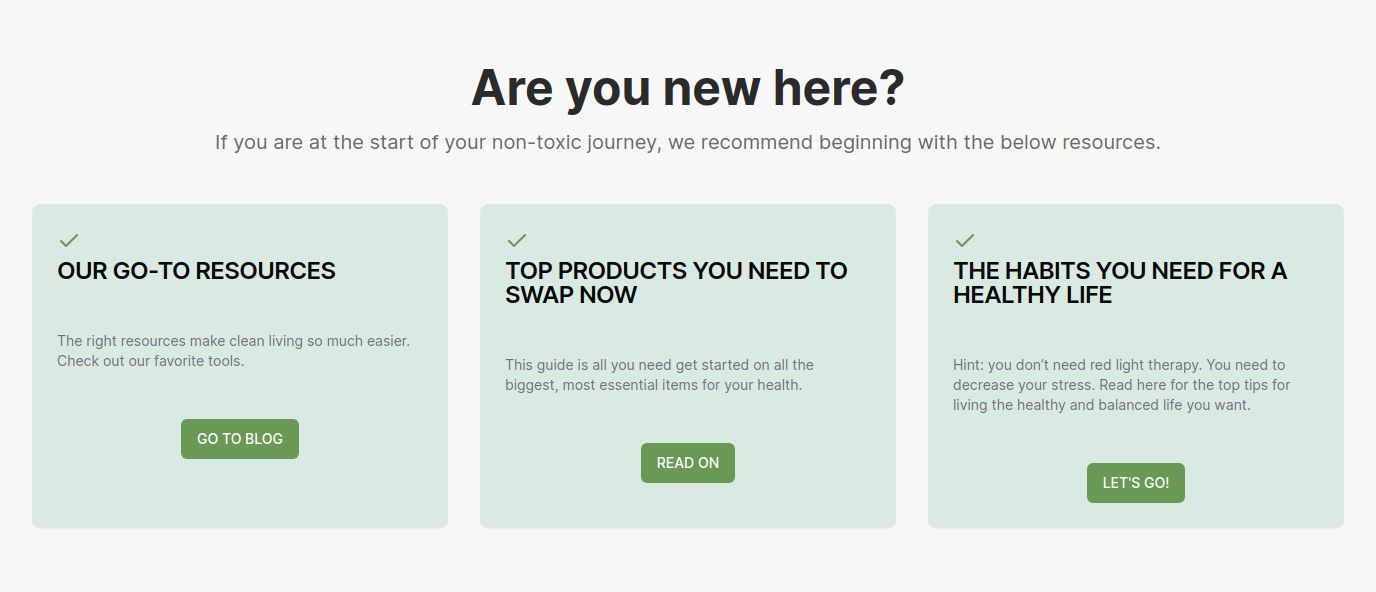 Are you new here?
If you are at the start of your non-toxic journey, we recommend beginning with the below resources.
OUR GO-TO RESOURCES
The right resources make clean living so much easier.
Check out our favorite tools.
GO TO BLOG
TOP PRODUCTS YOU NEED TO
SWAP NOW
This guide is all you need get started on all the
biggest, most essential items for your health.
READ ON
THE HABITS YOU NEED FOR A
HEALTHY LIFE
Hint: you don’t need red light therapy. You need to
decrease your stress. Read here for the top tips for
living the healthy and balanced life you want.
LET'S GO!